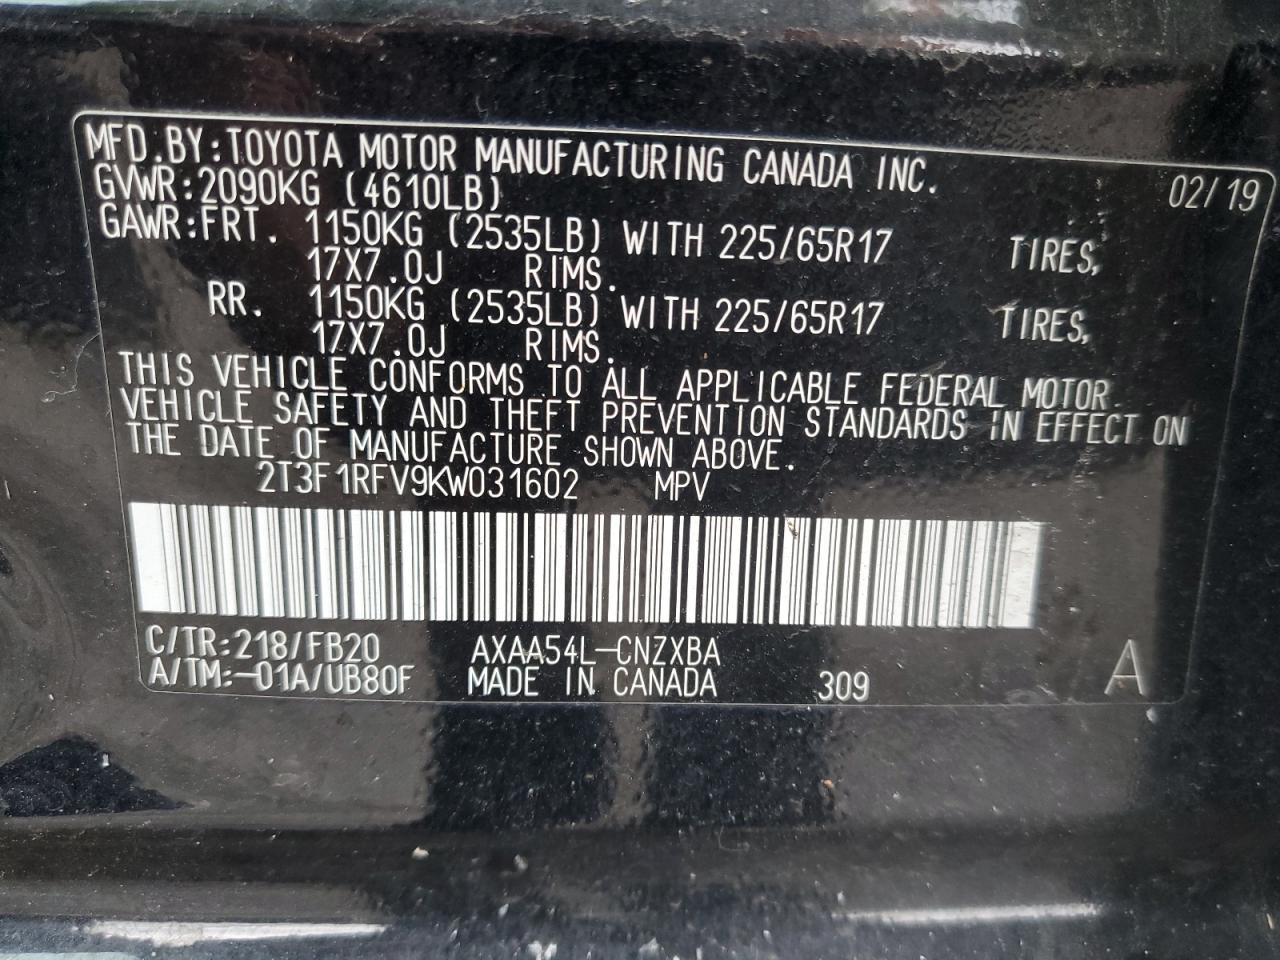 MFD.BY:TOYOTA MOTOR MANUFACTURING CANADA INC.
GVWR:2090KG (4610LB) 02/19
GAWR:FRT. 1150KG (2535LB) WITH 225/65R17 TIRES,
17X7.0J RIMS.
RR. 1150KG (2535LB) WITH 225/65R17 TIRES,
17X7.0J RIMS.
THIS VEHICLE CONFORMS TO ALL APPLICABLE FEDERAL MOTOR
VEHICLE SAFETY AND THEFT PREVENTION STANDARDS IN EFFECT ON
THE DATE OF MANUFACTURE SHOWN ABOVE.
2T3F1RFV9KW031602 MPV
C/TR:218/FB20 AXAA54L-CNZXBA
A/TM:-01A/UB80F MADE IN CANADA 309 A